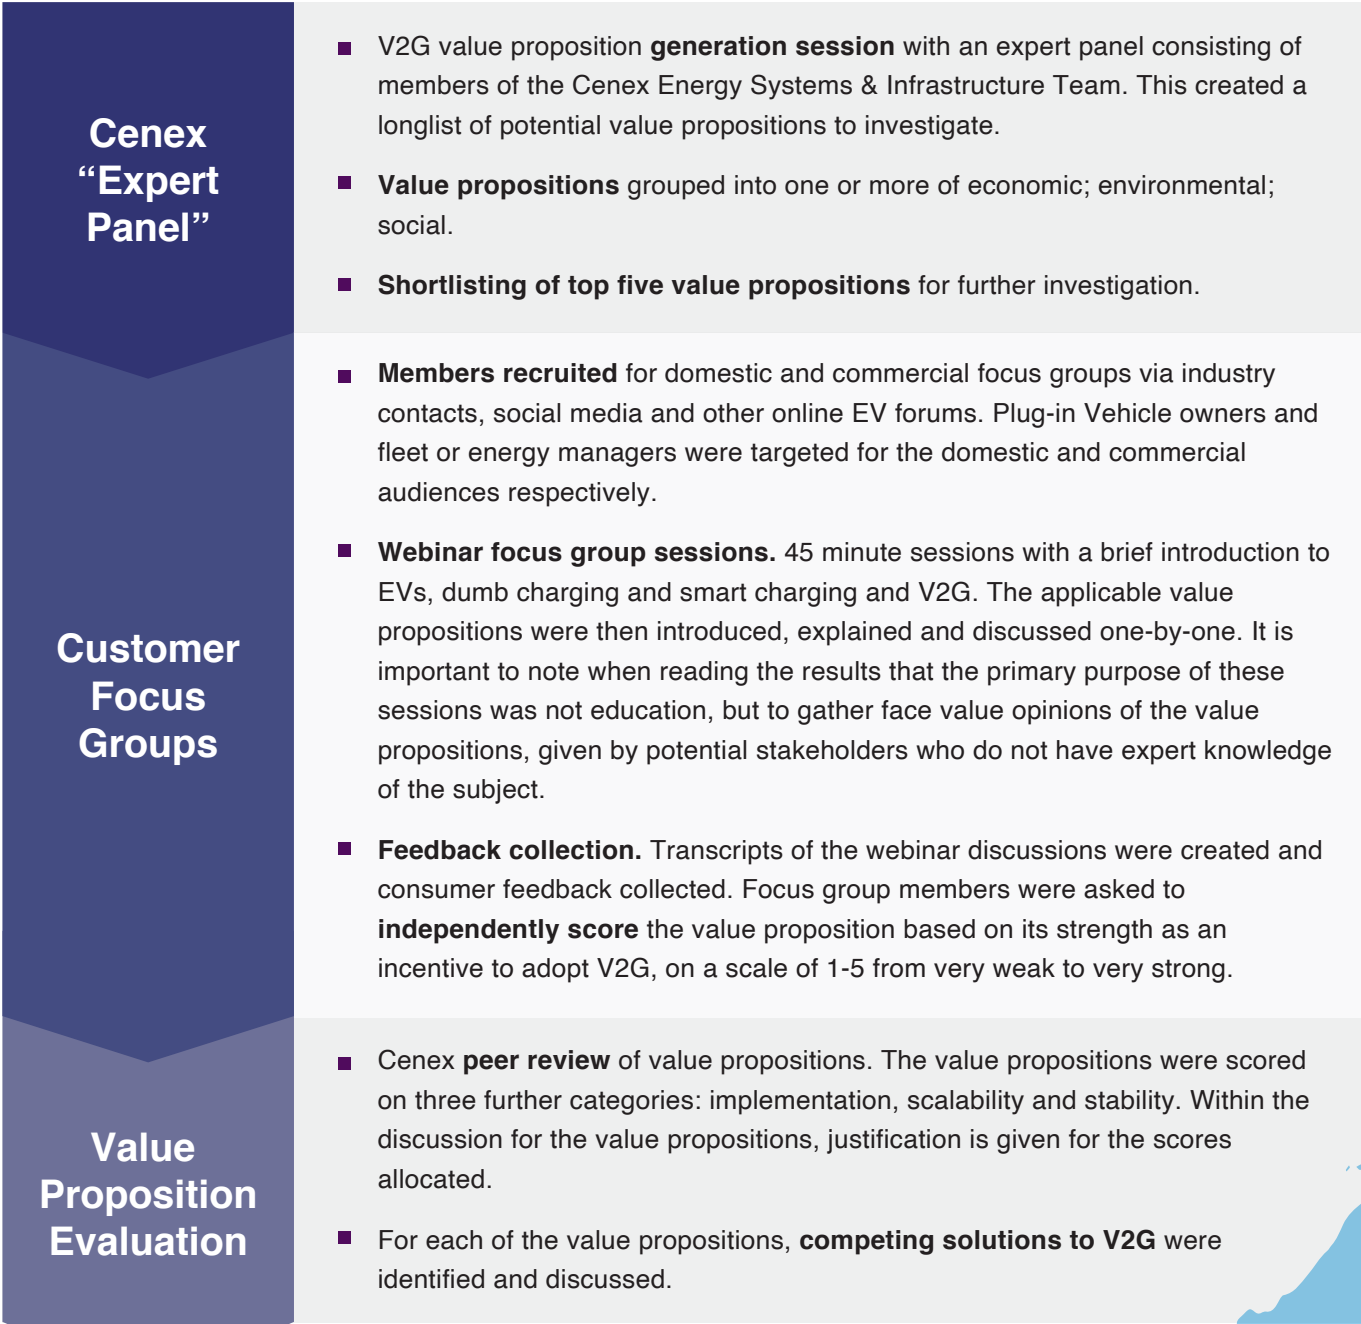 Cenex
“Expert
Panel”
V2G value proposition generation session with an expert panel consisting of
members of the Cenex Energy Systems & Infrastructure Team. This created a
longlist of potential value propositions to investigate.
Value propositions grouped into one or more of economic; environmental;
social.
Shortlisting of top five value propositions for further investigation.
Customer
Focus
Groups
Members recruited for domestic and commercial focus groups via industry
contacts, social media and other online EV forums. Plug-in Vehicle owners and
fleet or energy managers were targeted for the domestic and commercial
audiences respectively.
Webinar focus group sessions. 45 minute sessions with a brief introduction to
EVs, dumb charging and smart charging and V2G. The applicable value
propositions were then introduced, explained and discussed one-by-one. It is
important to note when reading the results that the primary purpose of these
sessions was not education, but to gather face value opinions of the value
propositions, given by potential stakeholders who do not have expert knowledge
of the subject.
Feedback collection. Transcripts of the webinar discussions were created and
consumer feedback collected. Focus group members were asked to
independently score the value proposition based on its strength as an
incentive to adopt V2G, on a scale of 1-5 from very weak to very strong.
Value
Proposition
Evaluation
Cenex peer review of value propositions. The value propositions were scored
on three further categories: implementation, scalability and stability. Within the
discussion for the value propositions, justification is given for the scores
allocated.
For each of the value propositions, competing solutions to V2G were
identified and discussed.